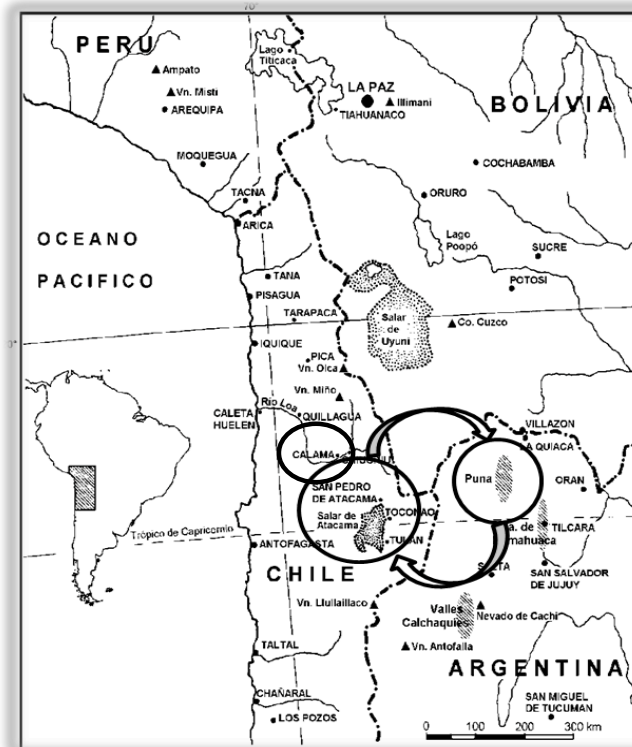 70°
PERU
Lago
Titicaca
Ampato
LA PAZ
Vn. Misti
Illimani
BOLIVIA
AREQUIPA
TIAHUANACO
MOQUEGUA
COCHABAMBA
TACNA
ORURO
ARICA
OCEANO
PACIFICO
Lago
Poopó
SUCRE
TANA
POTOSI
PISAGUA
TARAPACA
Salar
de
Uyuni
Co. Cuzco
IQUIQUE
PICA
Vn. Olca
Vn. Miño
Río Loa
CALETA
HUELEN
QUILLAGUA
VILLAZON
LA QUIACA
CALAMA
Puna
ORAN
SAN PEDRO
DE ATACAMA
Salar de
Atacama
TOCONAO
TILCARA
Trópico de Capricornio
ANTOFAGASTA
TULAN
CHILE
SALTA
SAN SALVADOR
DE JUJUY
Vn. Llullaillaco
Valles
Calchaquíes
Nevado de Cachi
Vn. Antofalla
TALTAL
ARGENTINA
CHAÑARAL
LOS POZOS
SAN MIGUEL
DE TUCUMAN
0 100 200 300 km